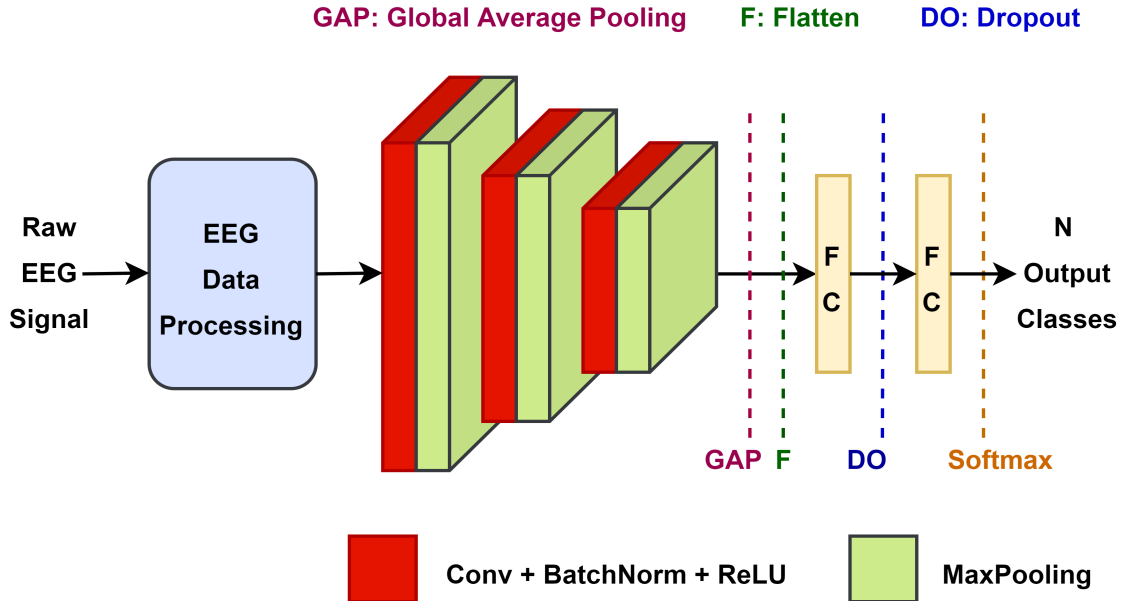 GAP: Global Average Pooling F: Flatten DO: Dropout
Raw
EEG
Signal
EEG
Data
Processing
F
C
F
C
N
Output
Classes
GAP F DO Softmax
Conv + BatchNorm + ReLU MaxPooling